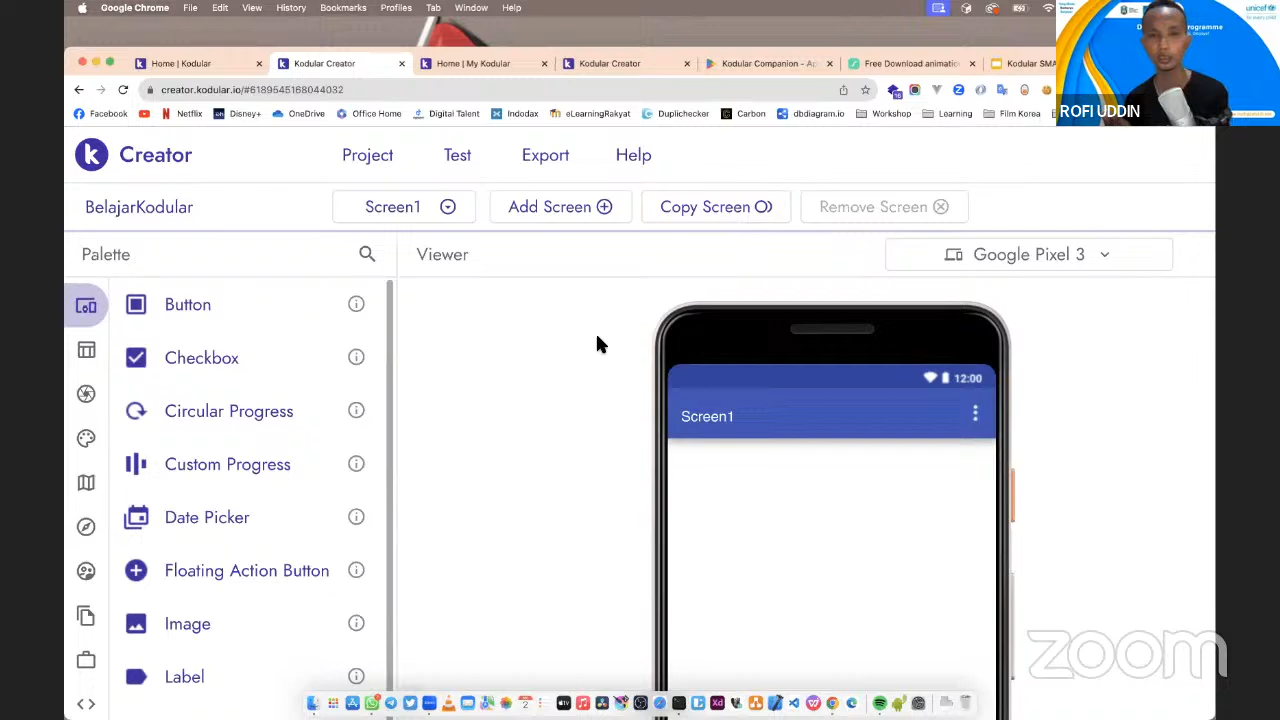 Google Chrome File Edit View History Bookmarks Profiles Tab Window Help
Home | Kodular Kodular Creator Home | My Kodular Kodular Creator Kodular Companion - Ap Free Download animatio Kodular SMA
creator.kodular.io/#6189545168044032
Facebook Netflix Disney+ OneDrive Office Home Digital Talent Indodax eLearningRakyat Duplichecker Carbon dbdiagram.io Workshop Learning Film Korea
unicef
ROFI UDDIN
Creator Project Test Export Help
BelajarKodular Screen1 Add Screen Copy Screen Remove Screen
Palette Viewer Google Pixel 3
Button
Checkbox
Circular Progress
Custom Progress
Date Picker
Floating Action Button
Image
Label
12:00
Screen1
zoom